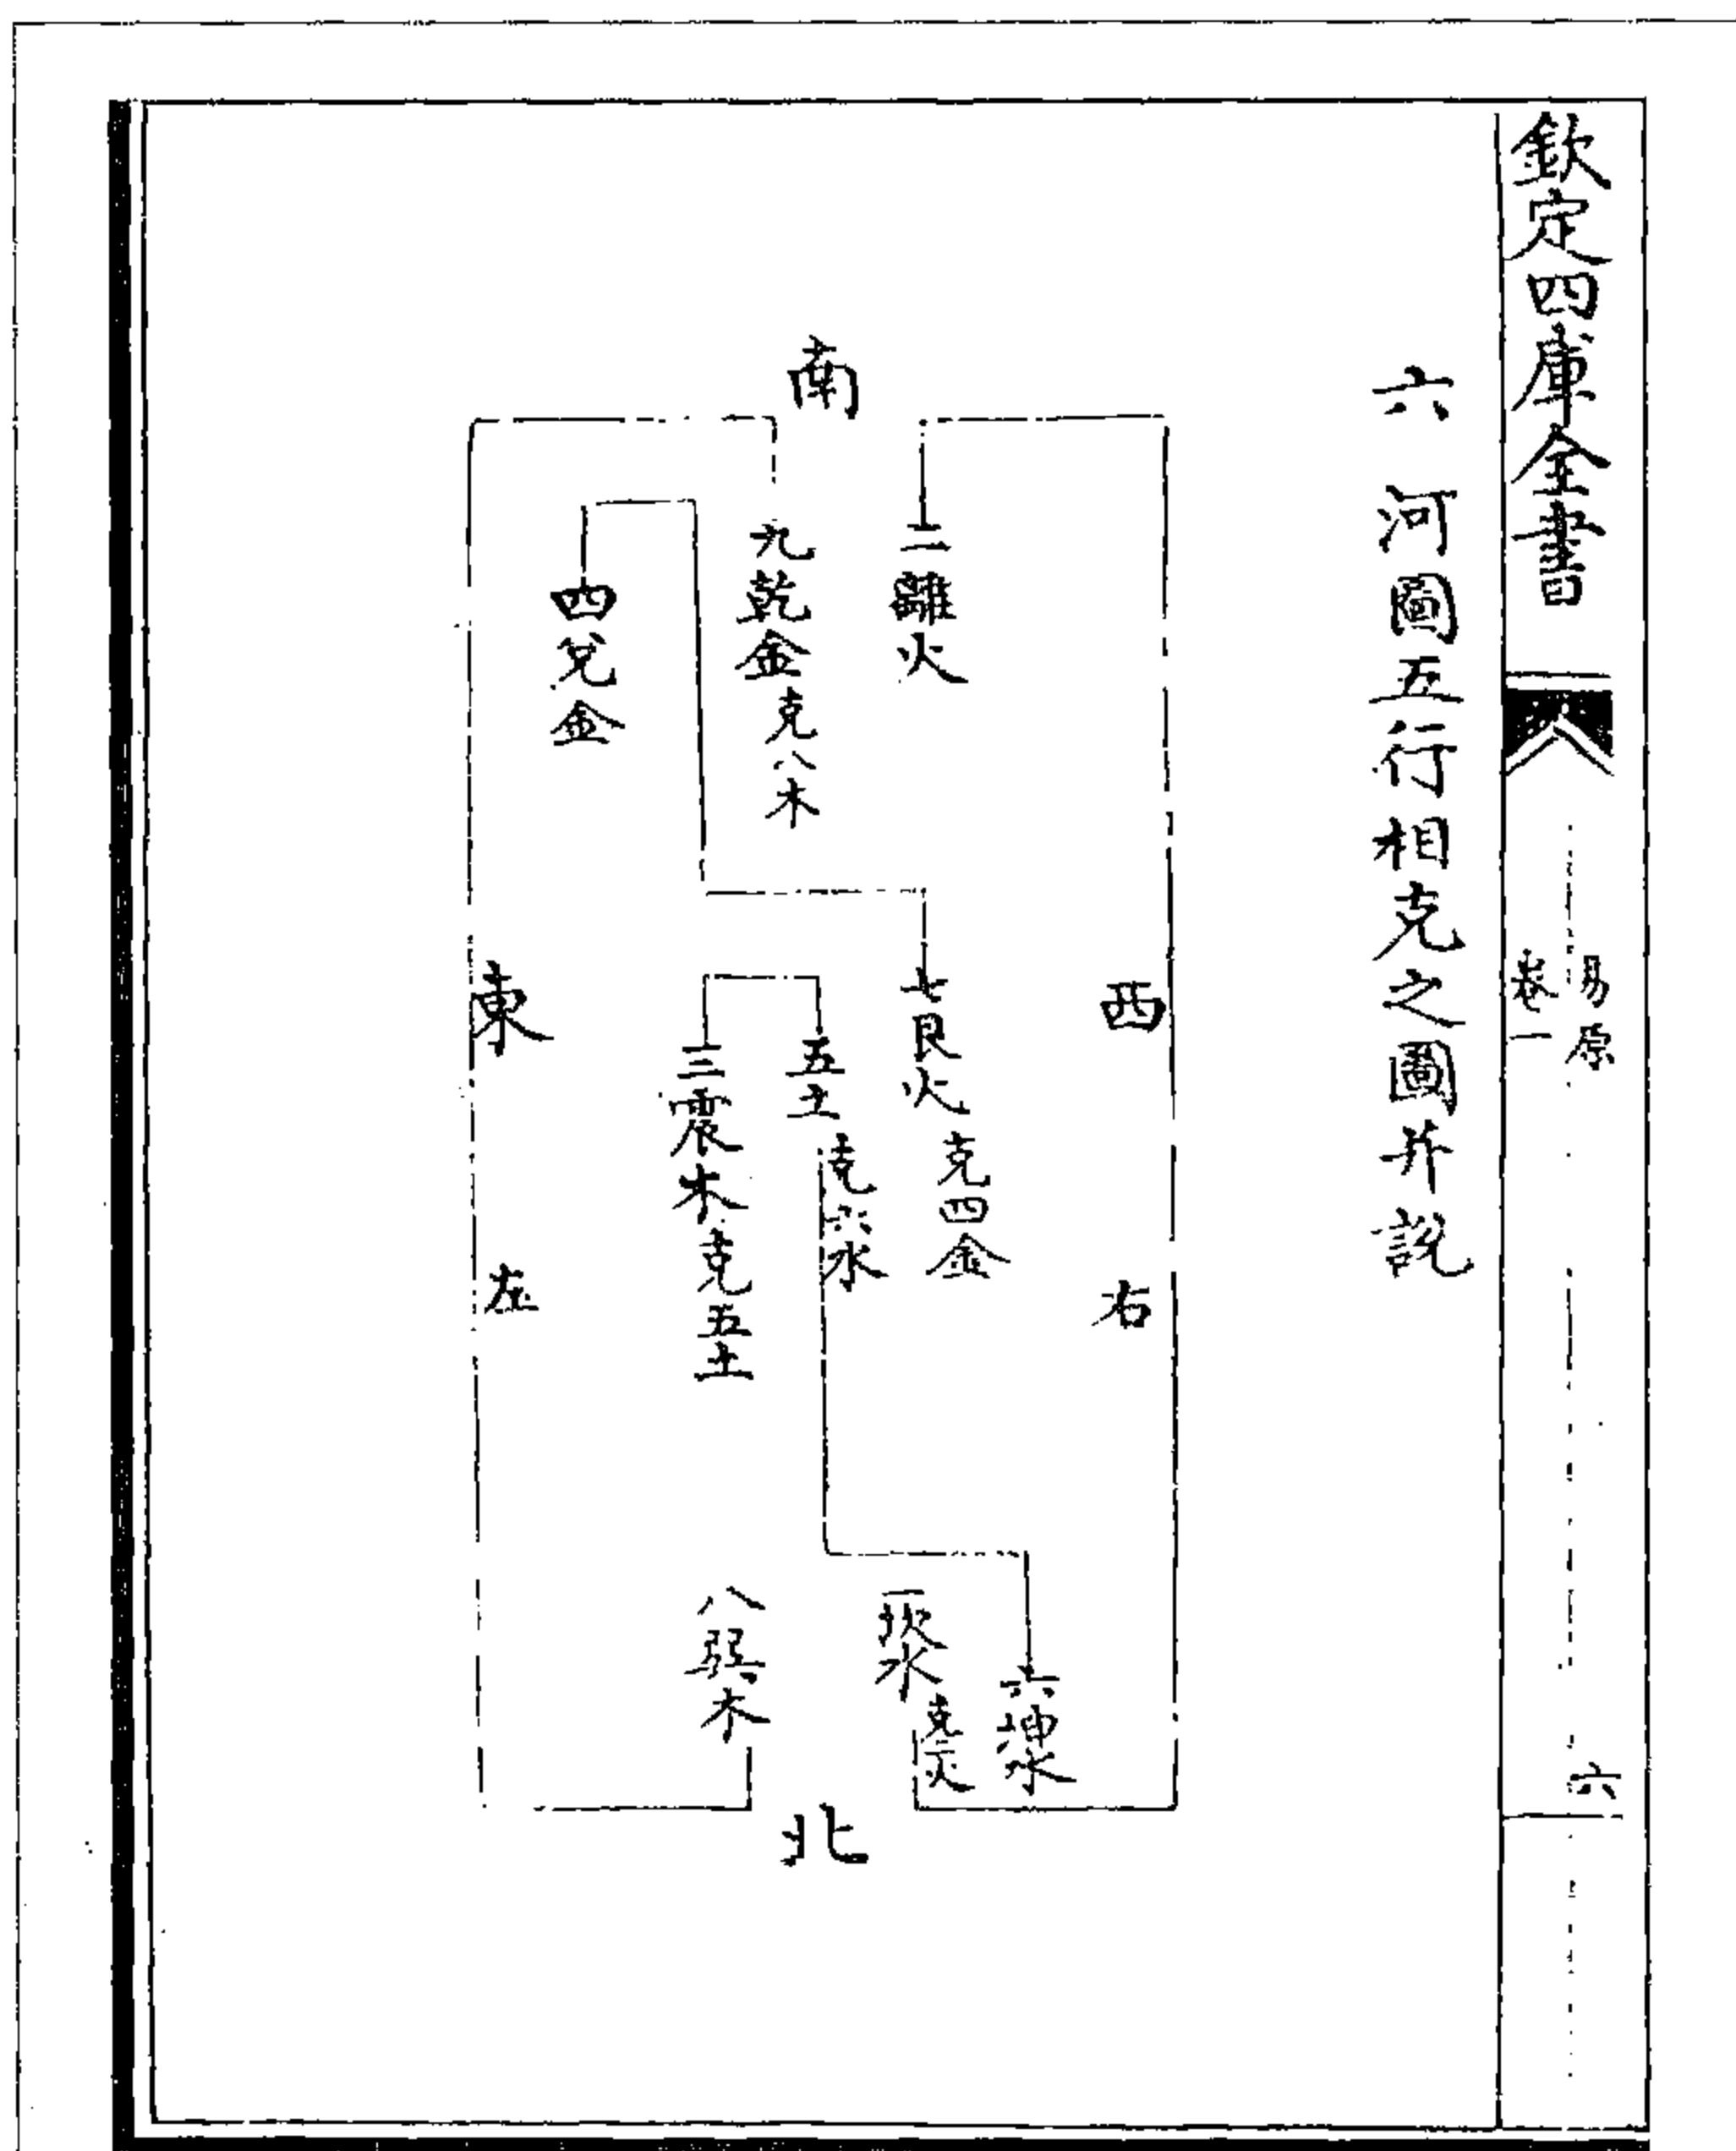 欽定四庫全書
易原
卷一
六
六 河圖五行相克之圖并説
南
二離火
九乾金克八木
四兌金
西
右
七艮火克四金
五土克六水
三震木克五土
東
左
六坤水
一坎水克二火
八巽木
北